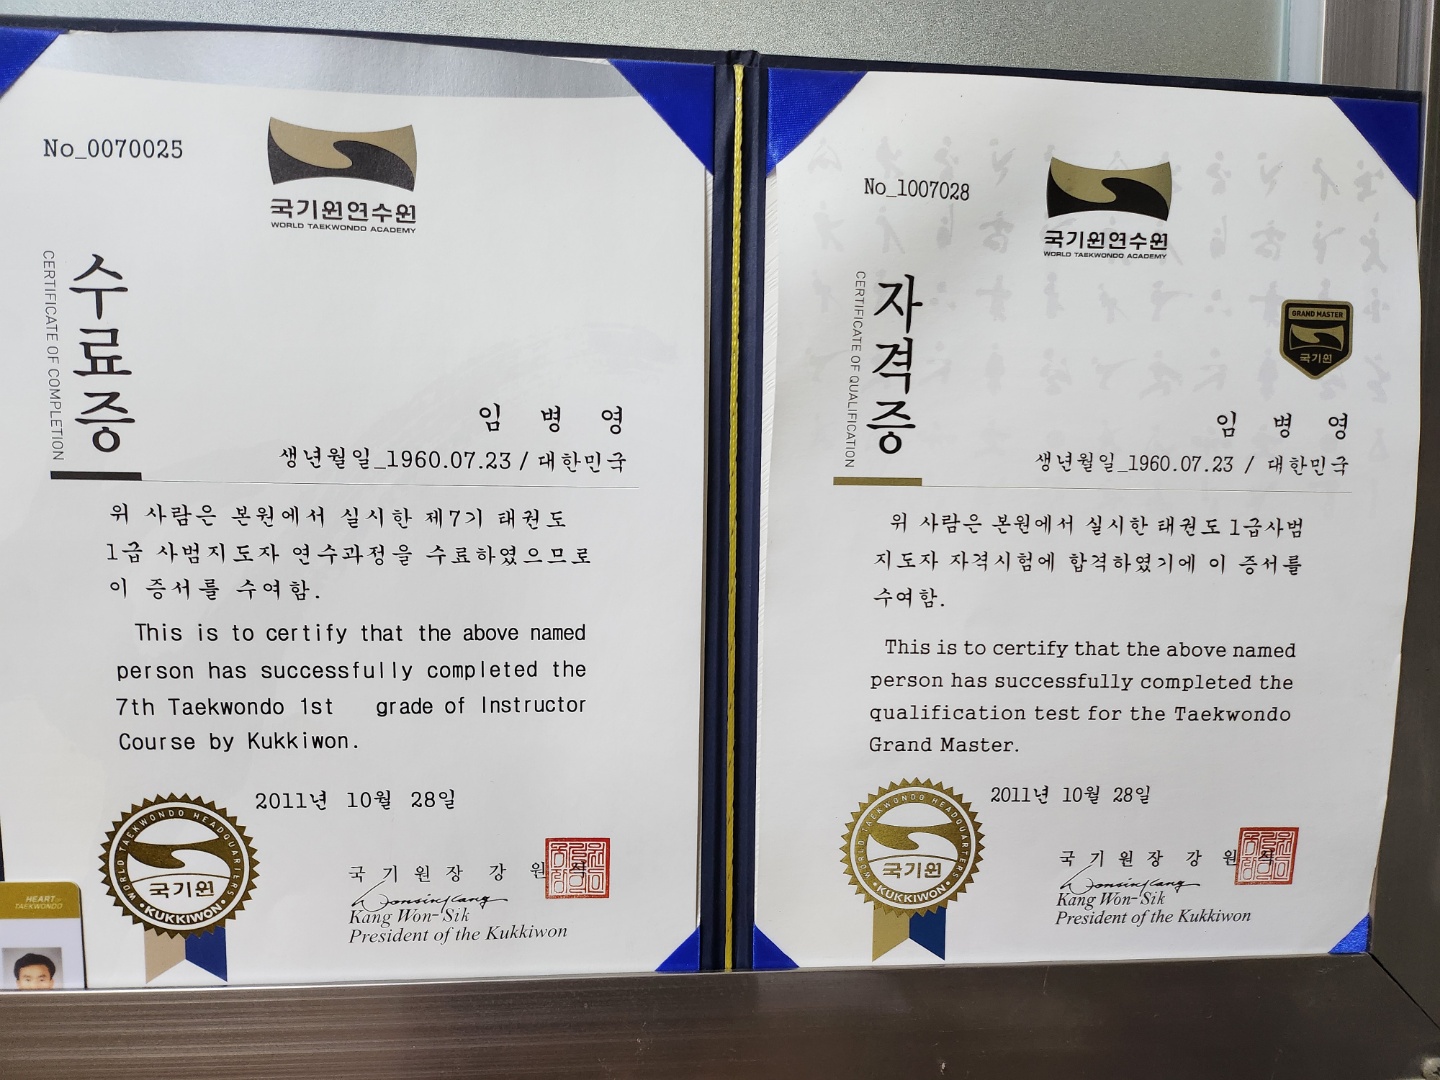 No_0070025
국기원연수원
WORLD TAEKWONDO ACADEMY
수료증
CERTIFICATE OF COMPLETION
임 병 영
생년월일_1960.07.23 / 대한민국
위 사람은 본원에서 실시한 제7기 태권도
1급 사범지도자 연수과정을 수료하였으므로
이 증서를 수여함.
This is to certify that the above named
person has successfully completed the
7th Taekwondo 1st grade of Instructor
Course by Kukkiwon.
2011년 10월 28일
WORLD TAEKWONDO HEADQUARTERS
국기원
KUKKIWON
국 기 원 장 강 원 식
Wonsik Kang
Kang Won-Sik
President of the Kukkiwon
HEART OF
TAEKWONDO
No_1007028
국기원연수원
WORLD TAEKWONDO ACADEMY
자격증
CERTIFICATE OF QUALIFICATION
GRAND MASTER
국기원
임 병 영
생년월일_1960.07.23 / 대한민국
위 사람은 본원에서 실시한 태권도 1급사범
지도자 자격시험에 합격하였기에 이 증서를
수여함.
This is to certify that the above named
person has successfully completed the
qualification test for the Taekwondo
Grand Master.
2011년 10월 28일
WORLD TAEKWONDO HEADQUARTERS
국기원
KUKKIWON
국 기 원 장 강 원 식
Kang Won-Sik
President of the Kukkiwon